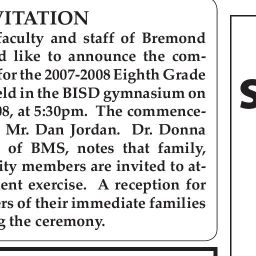 VITATION
faculty and staff of Bremond
d like to announce the com-
for the 2007-2008 Eighth Grade
eld in the BISD gymnasium on
08, at 5:30pm. The commence-
Mr. Dan Jordan. Dr. Donna
of BMS, notes that family,
ity members are invited to at-
ent exercise. A reception for
rs of their immediate families
g the ceremony.
S